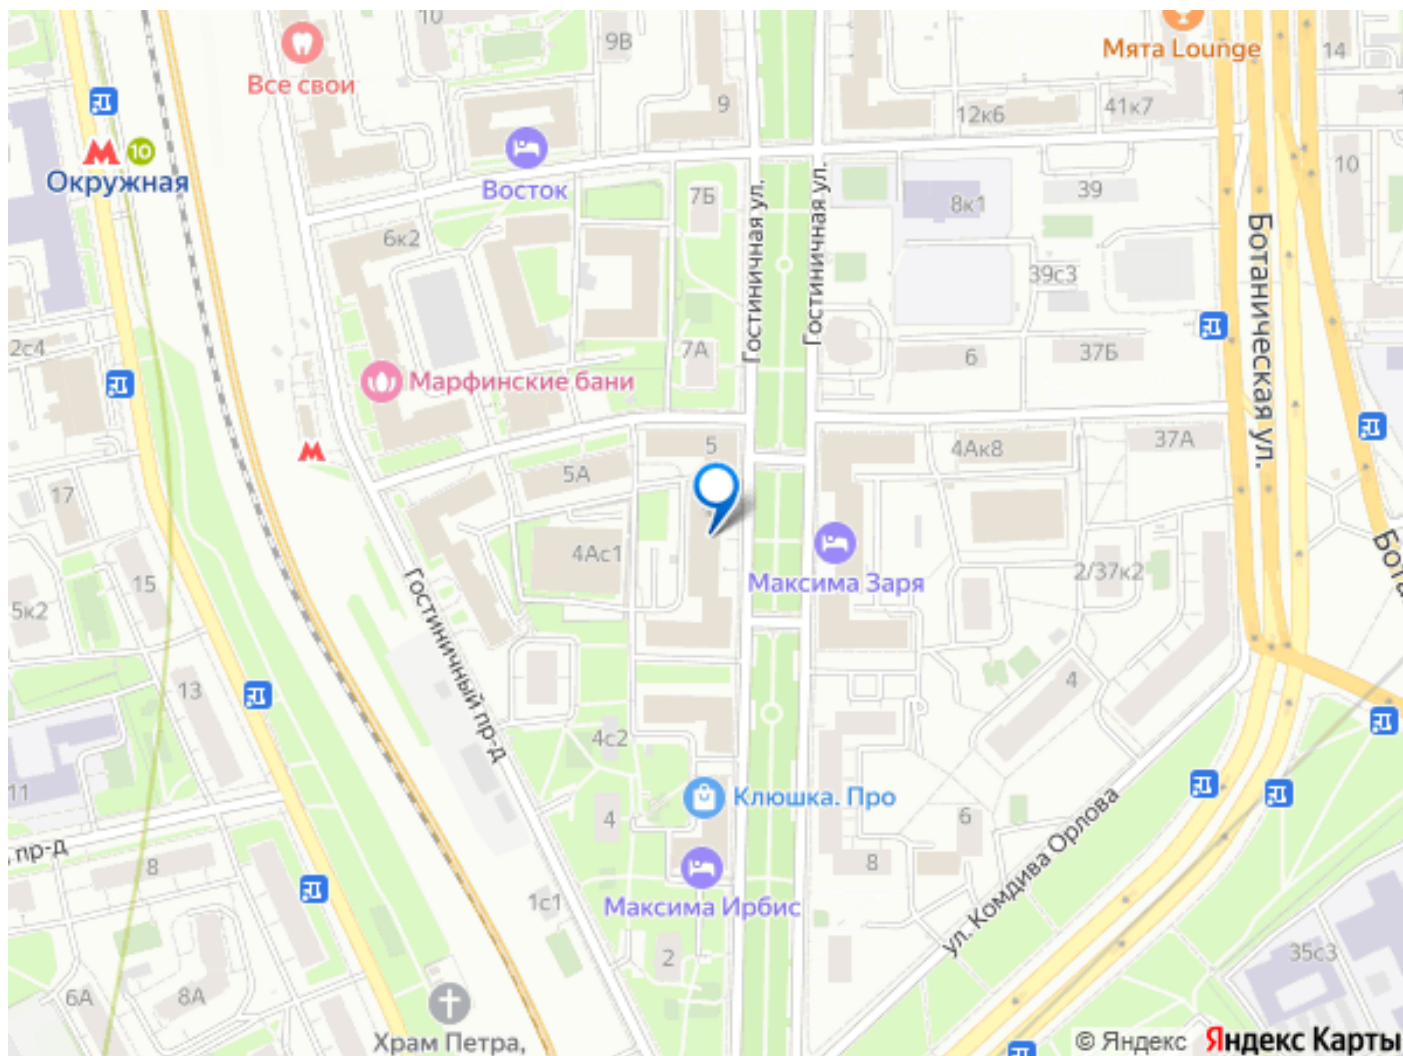 10
9В
14
Мята Lounge
Все свои
9
12к6
41к7
10
Окружная
Восток
7Б
8к1
39
10
6к2
Гостиничная ул.
Гостиничная ул.
Ботаническая ул.
39с3
2с4
7А
6
37Б
Марфинские бани
5
4Ак8
37А
5А
17
4Ас1
Максима Заря
2/37к2
15
5к2
Гостиничный пр-д
13
4
4с2
11
Клюшка. Про
4
6
пр-д
8
8
ул. Комдива Орлова
1с1
Максима Ирбис
2
35с3
6А
8А
Храм Петра,
© Яндекс Яндекс Карты